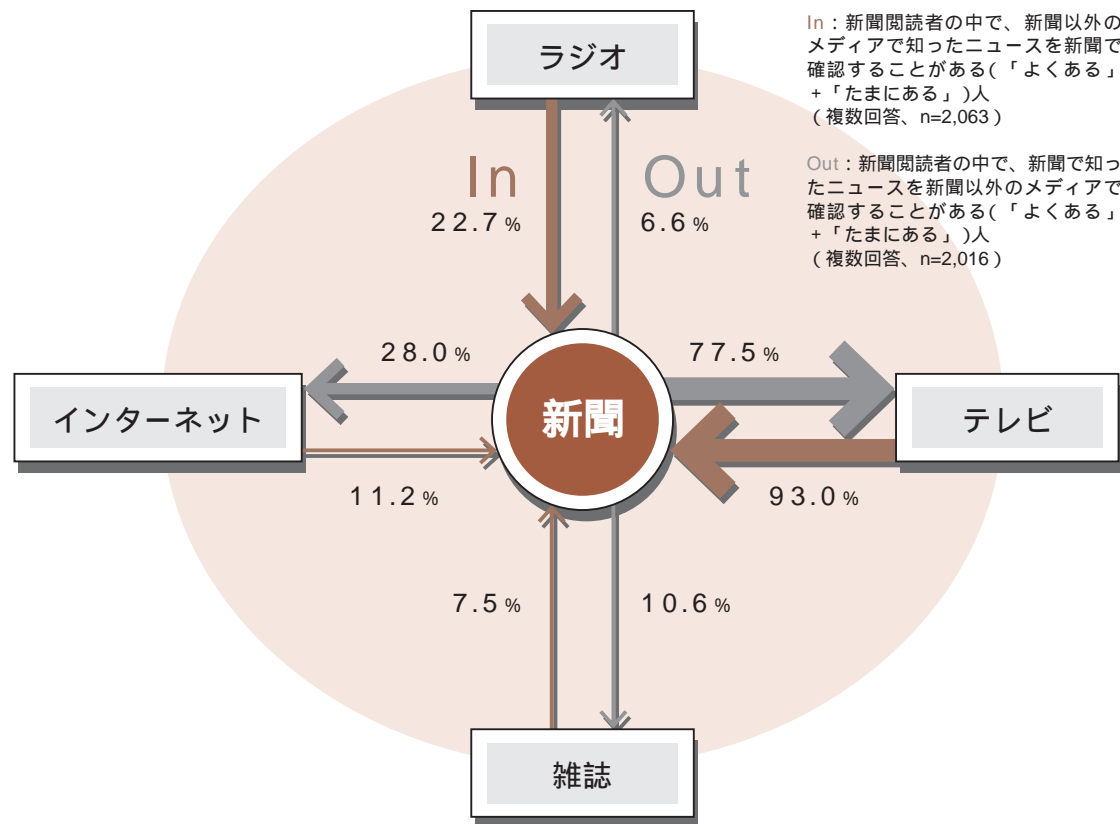 ラジオ
In：新聞閲読者の中で、新聞以外の
メディアで知ったニュースを新聞で
確認することがある(「よくある」
+「たまにある」)人
(複数回答、n=2,063)
Out：新聞閲読者の中で、新聞で知っ
たニュースを新聞以外のメディアで
確認することがある(「よくある」
+「たまにある」)人
(複数回答、n=2,016)
In
Out
22.7%
6.6%
28.0%
77.5%
インターネット
新聞
テレビ
11.2%
93.0%
7.5%
10.6%
雑誌